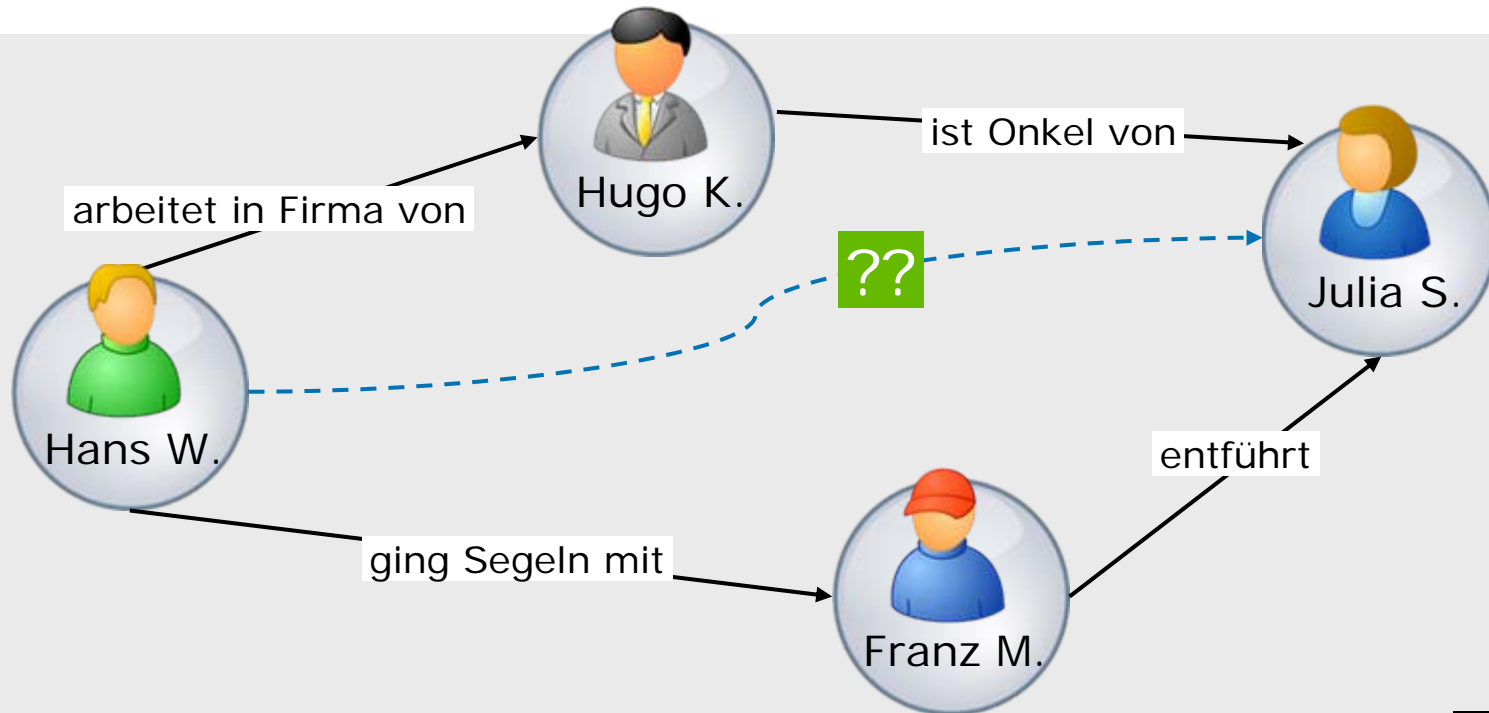 ist Onkel von
Hugo K.
arbeitet in Firma von
??
Julia S.
Hans W.
entführt
ging Segeln mit
Franz M.